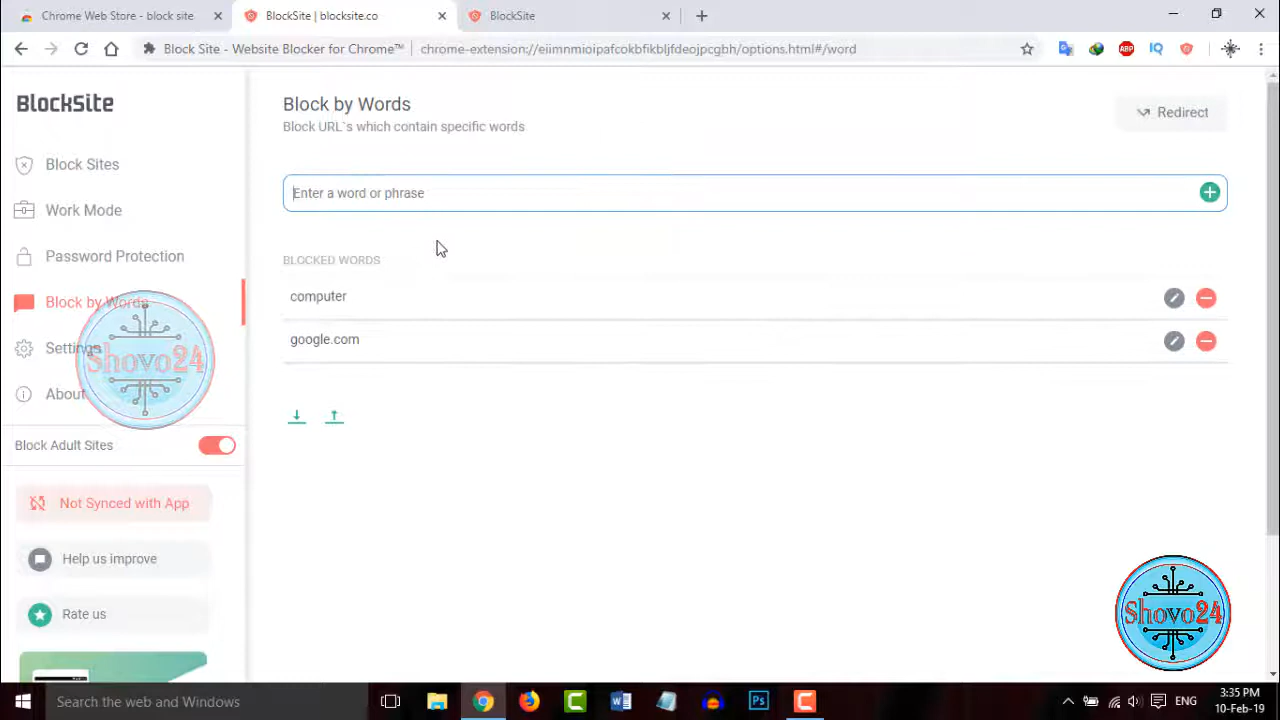 Chrome Web Store - block site
BlockSite | blocksite.co
BlockSite
Block Site - Website Blocker for Chrome™
chrome-extension://eiimnmioipafcokbfikbljfdeojpcgbh/options.html#/word
ABP
BLOCKSITE
Block Sites
Work Mode
Password Protection
Block by Words
Settings
About
Shovo24
Block Adult Sites
Not Synced with App
Help us improve
Rate us
Block by Words
Block URL`s which contain specific words
Redirect
Enter a word or phrase
BLOCKED WORDS
computer
google.com
Shovo24
Search the web and Windows
Ps
ENG
3:35 PM
10-Feb-19